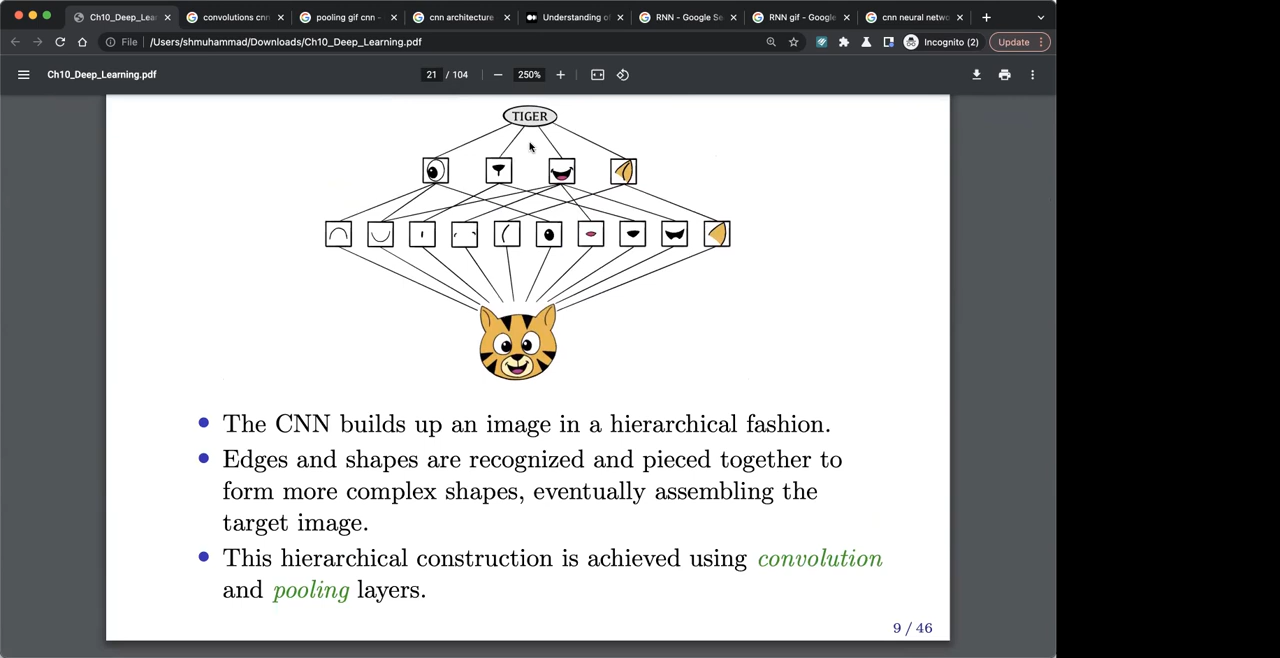 Ch10_Deep_Lear
convolutions cnn
pooling gif cnn -
cnn architecture
Understanding of
RNN - Google Se
RNN gif - Google
cnn neural netwo
File
/Users/shmuhammad/Downloads/Ch10_Deep_Learning.pdf
Incognito (2)
Update
Ch10_Deep_Learning.pdf
21 / 104
250%
TIGER
• The CNN builds up an image in a hierarchical fashion.
• Edges and shapes are recognized and pieced together to
form more complex shapes, eventually assembling the
target image.
• This hierarchical construction is achieved using convolution
and pooling layers.
9 / 46